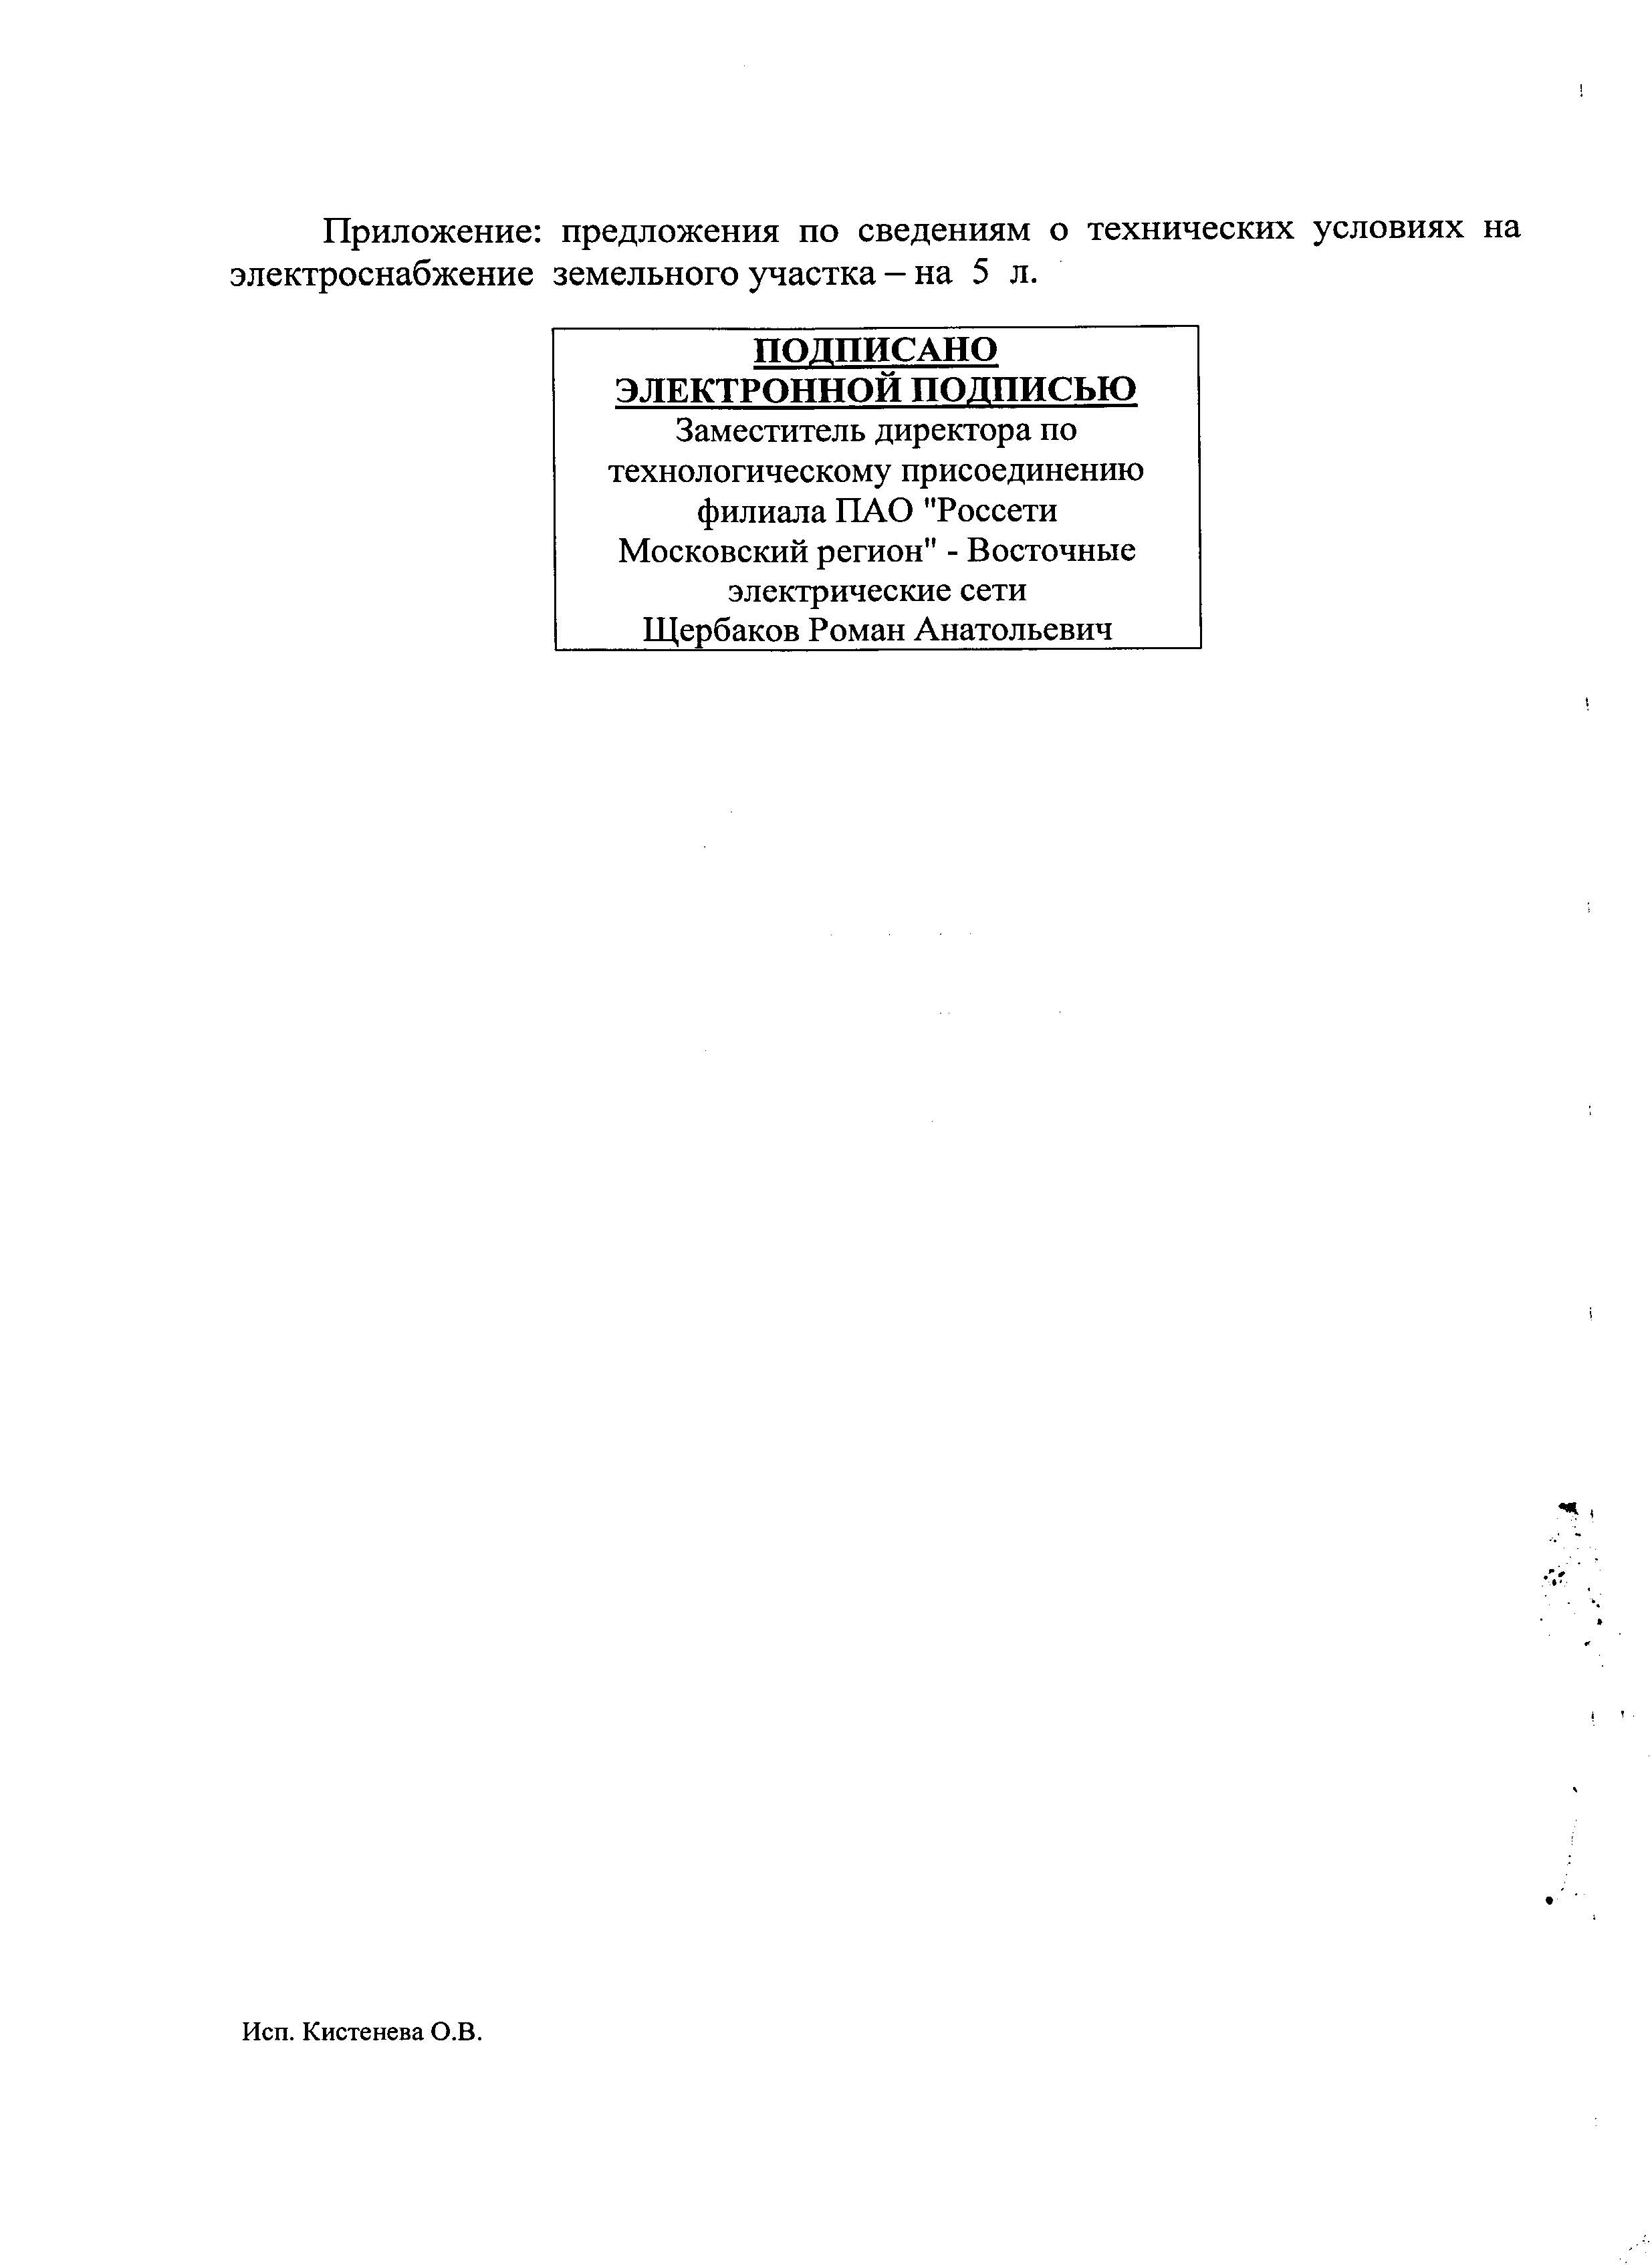 Приложение: предложения по сведениям о технических условиях на
электроснабжение земельного участка – на 5 л.
ПОДПИСАНО
ЭЛЕКТРОННОЙ ПОДПИСЬЮ
Заместитель директора по
технологическому присоединению
филиала ПАО "Россети
Московский регион" - Восточные
электрические сети
Щербаков Роман Анатольевич
Исп. Кистенева О.В.